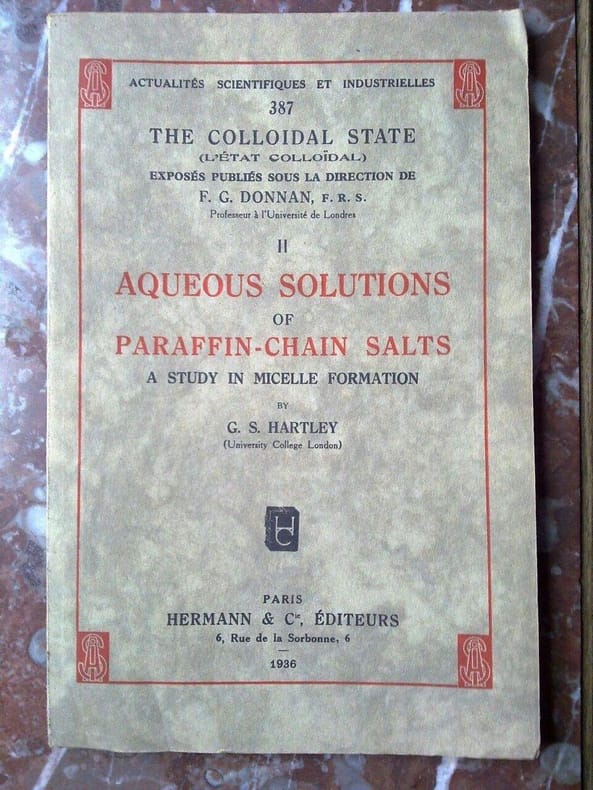 ACTUALITÉS SCIENTIFIQUES ET INDUSTRIELLES
387
THE COLLOIDAL STATE
(L'ÉTAT COLLOÏDAL)
EXPOSÉS PUBLIÉS SOUS LA DIRECTION DE
F. G. DONNAN, F. R. S.
Professeur à l'Université de Londres
II
AQUEOUS SOLUTIONS
OF
PARAFFIN-CHAIN SALTS
A STUDY IN MICELLE FORMATION
BY
G. S. HARTLEY
(University College London)
HC
PARIS
HERMANN & Cie, ÉDITEURS
6, Rue de la Sorbonne, 6
1936